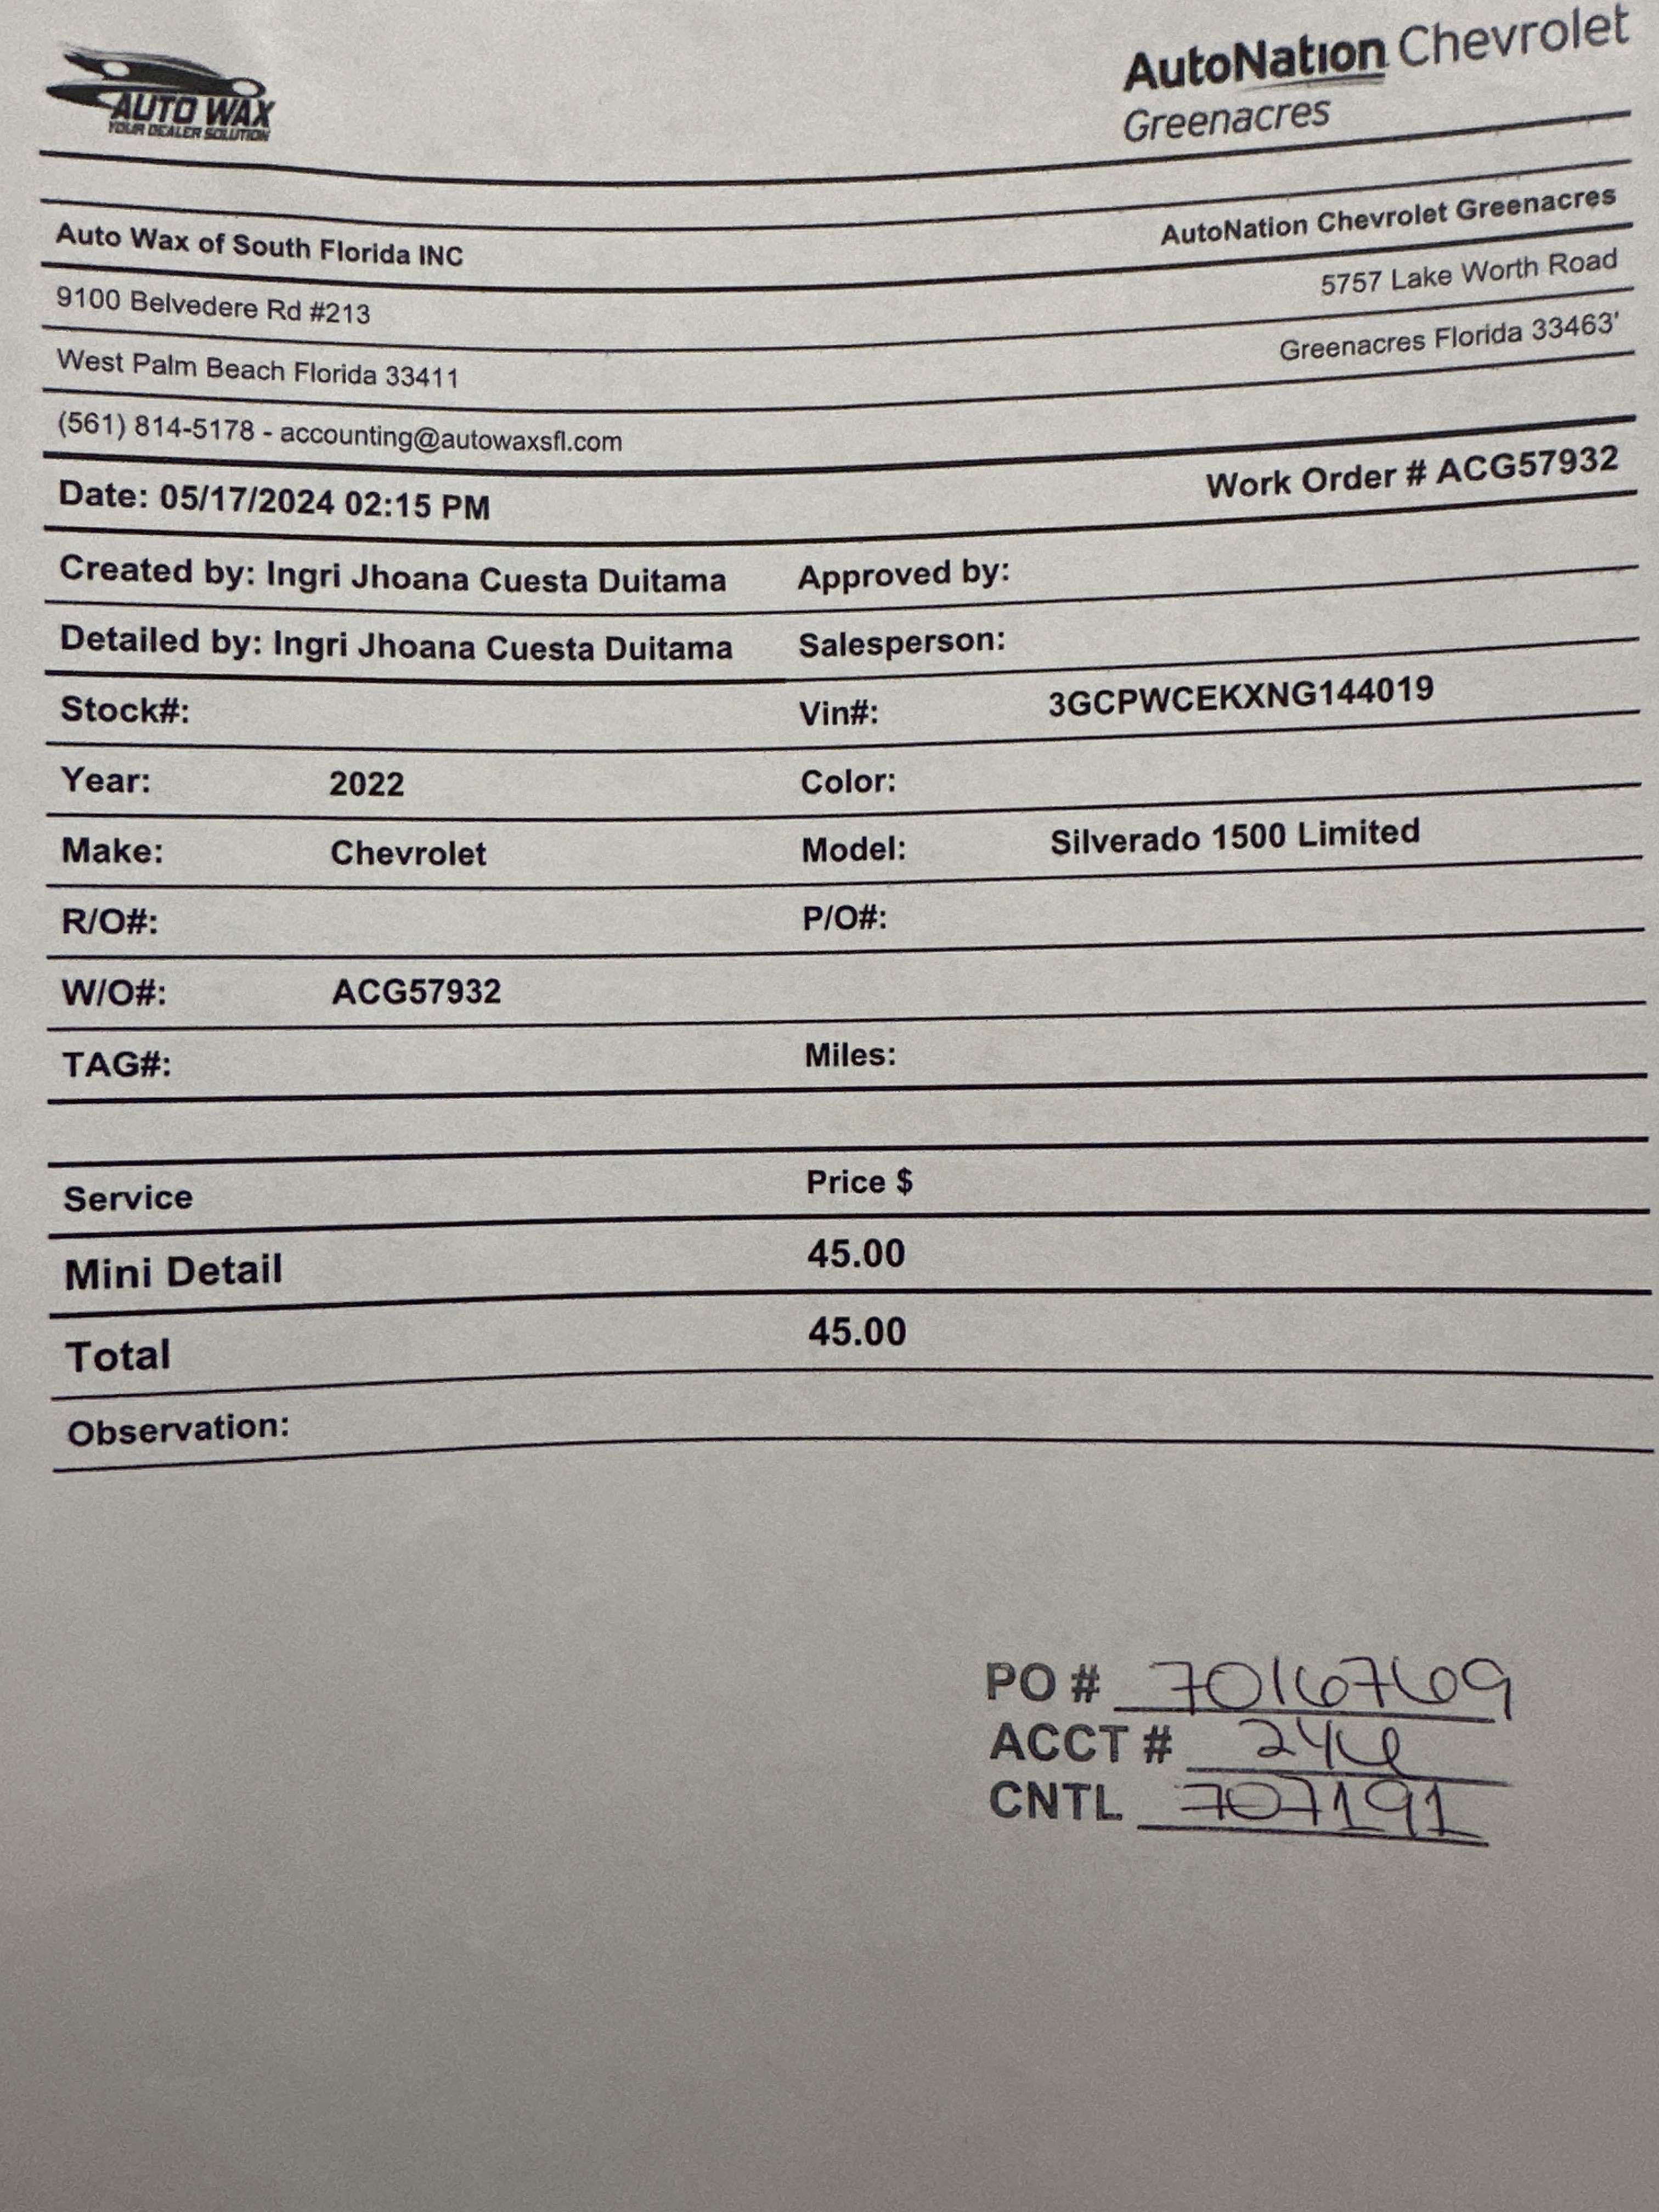 AUTO WAX
YOUR DEALER SOLUTION
AutoNation Chevrolet
Greenacres
Auto Wax of South Florida INC
AutoNation Chevrolet Greenacres
9100 Belvedere Rd #213
5757 Lake Worth Road
West Palm Beach Florida 33411
Greenacres Florida 33463'
(561) 814-5178 - accounting@autowaxsfl.com
Date: 05/17/2024 02:15 PM
Work Order # ACG57932
Created by: Ingri Jhoana Cuesta Duitama
Approved by:
Detailed by: Ingri Jhoana Cuesta Duitama
Salesperson:
Stock#:
Vin#: 3GCPWCEKXNG144019
Year: 2022
Color:
Make: Chevrolet
Model: Silverado 1500 Limited
R/O#:
P/O#:
W/O#: ACG57932
TAG#:
Miles:
Service Price $
Mini Detail 45.00
Total 45.00
Observation:
PO # 7016769
ACCT #
CNTL 707191